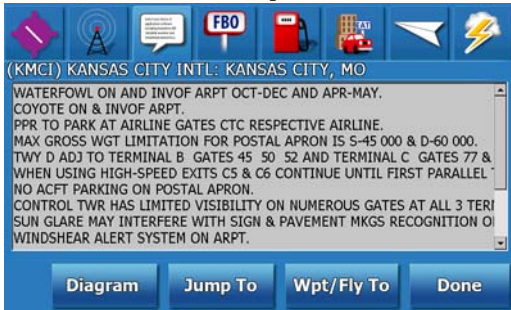 FBO
AT
(KMCI) KANSAS CITY INTL: KANSAS CITY, MO
WATERFOWL ON AND INVOF ARPT OCT-DEC AND APR-MAY.
COYOTE ON & INVOF ARPT.
PPR TO PARK AT AIRLINE GATES CTC RESPECTIVE AIRLINE.
MAX GROSS WGT LIMITATION FOR POSTAL APRON IS S-45 000 & D-60 000.
TWY D ADJ TO TERMINAL B GATES 45 50 52 AND TERMINAL C GATES 77 &
WHEN USING HIGH-SPEED EXITS C5 & C6 CONTINUE UNTIL FIRST PARALLEL
NO ACFT PARKING ON POSTAL APRON.
CONTROL TWR HAS LIMITED VISIBILITY ON NUMEROUS GATES AT ALL 3
SUN GLARE MAY INTERFERE WITH SIGN & PAVEMENT MKGS RECOGNITION
WINDSHEAR ALERT SYSTEM ON ARPT.
Diagram Jump To Wpt/Fly To Done